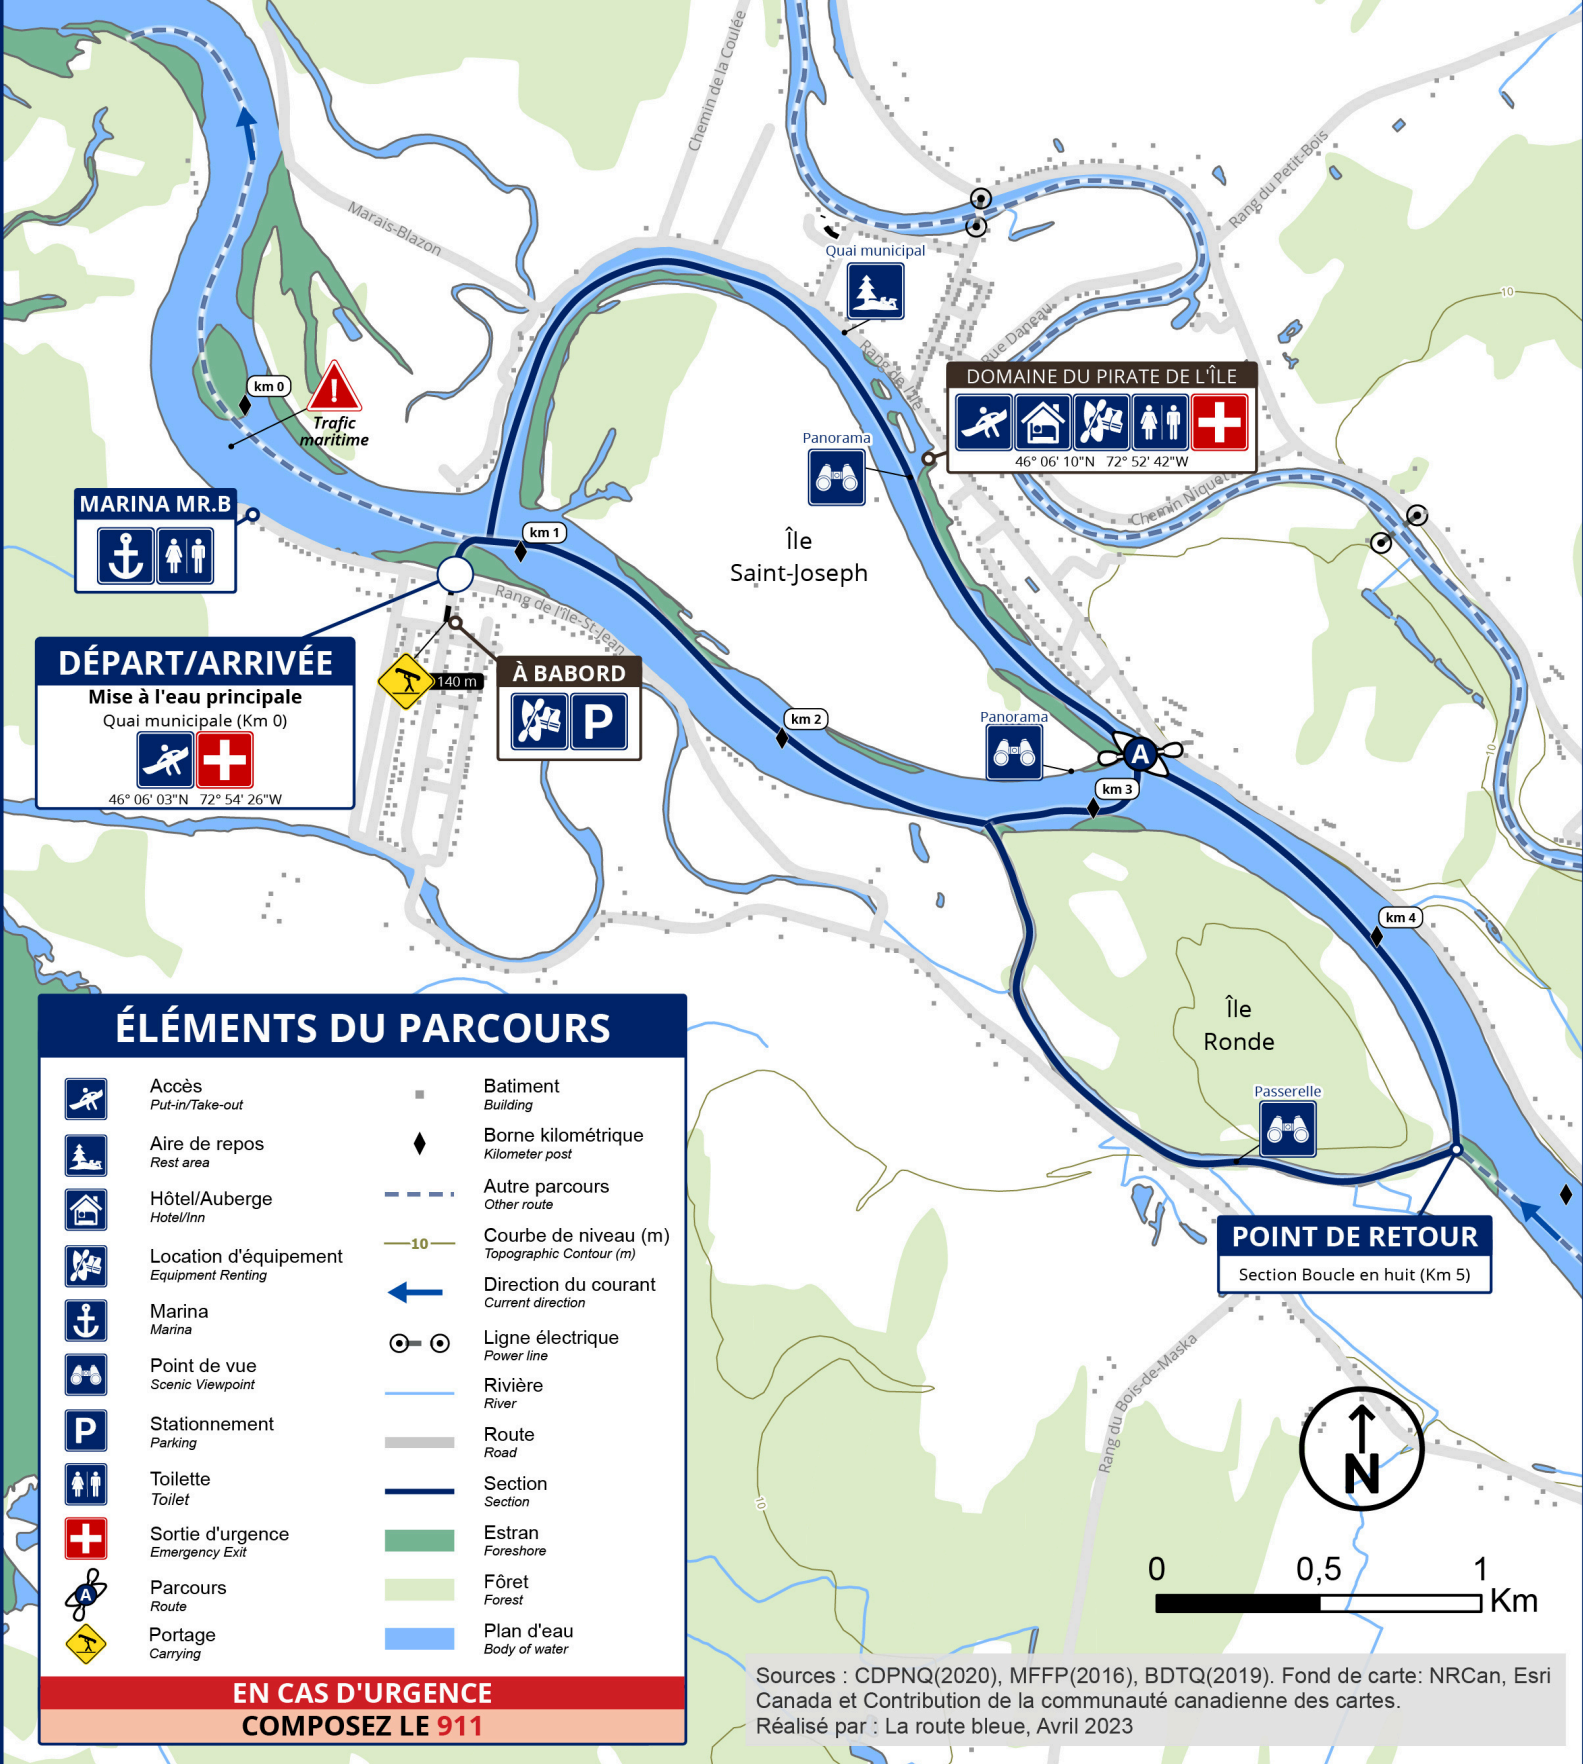 Chemin de la Coulée
Marais-Blazon
Rang du Petit-Bois
Quai municipal
10
Rue Daneau
Rang de l'Île
km 0
!
Trafic
maritime
DOMAINE DU PIRATE DE L'ÎLE
46° 06' 10"N 72° 52' 42"W
Panorama
Chemin Niquet
MARINA MR.B
km 1
Île
Saint-Joseph
Rang de l'Île-St-Jean
DÉPART/ARRIVÉE
Mise à l'eau principale
Quai municipale (Km 0)
46° 06' 03"N 72° 54' 26"W
140 m
À BABORD
P
km 2
Panorama
A
10
km 3
km 4
Île
Ronde
Passerelle
POINT DE RETOUR
Section Boucle en huit (Km 5)
Rang du Bois-de-Maska
10
N
ÉLÉMENTS DU PARCOURS
Accès
Put-in/Take-out
Aire de repos
Rest area
Hôtel/Auberge
Hotel/Inn
Location d'équipement
Equipment Renting
Marina
Marina
Point de vue
Scenic Viewpoint
P
Stationnement
Parking
Toilette
Toilet
Sortie d'urgence
Emergency Exit
A
Parcours
Route
Portage
Carrying
Batiment
Building
Borne kilométrique
Kilometer post
Autre parcours
Other route
10
Courbe de niveau (m)
Topographic Contour (m)
Direction du courant
Current direction
Ligne électrique
Power line
Rivière
River
Route
Road
Section
Section
Estran
Foreshore
Fôret
Forest
Plan d'eau
Body of water
EN CAS D'URGENCE
COMPOSEZ LE 911
0 0,5 1
Km
Sources : CDPNQ(2020), MFFP(2016), BDTQ(2019). Fond de carte: NRCan, Esri
Canada et Contribution de la communauté canadienne des cartes.
Réalisé par : La route bleue, Avril 2023